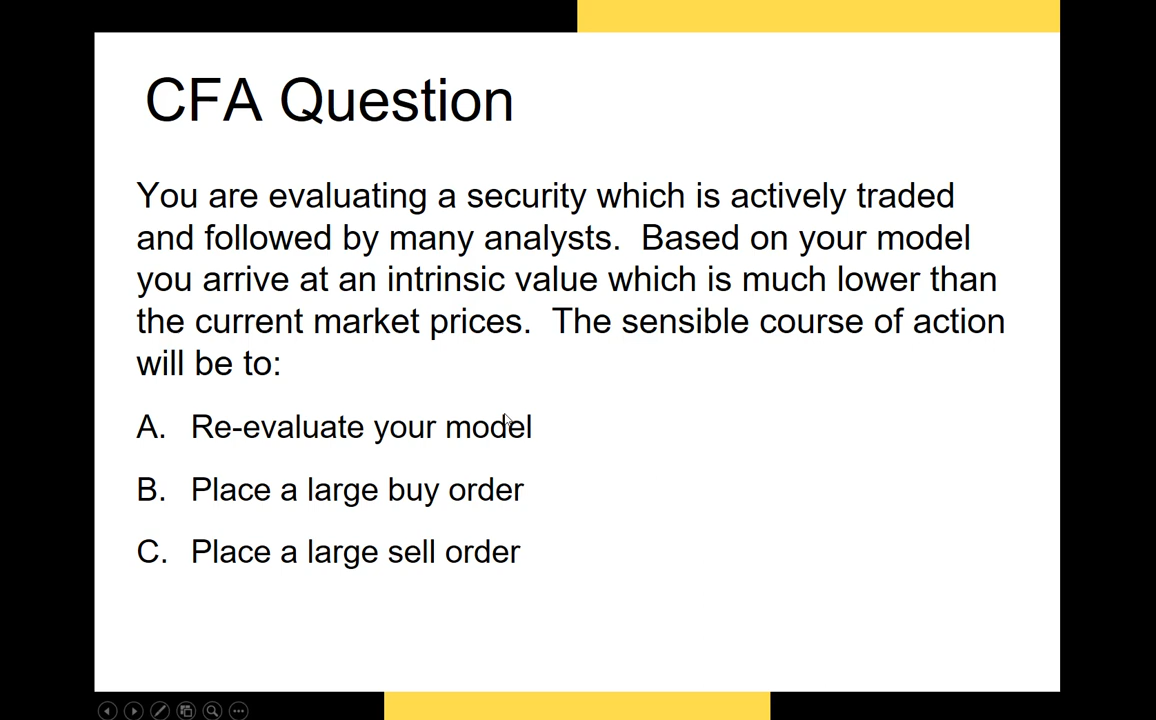 CFA Question
You are evaluating a security which is actively traded
and followed by many analysts.  Based on your model
you arrive at an intrinsic value which is much lower than
the current market prices.  The sensible course of action
will be to:
A. Re-evaluate your model
B. Place a large buy order
C. Place a large sell order